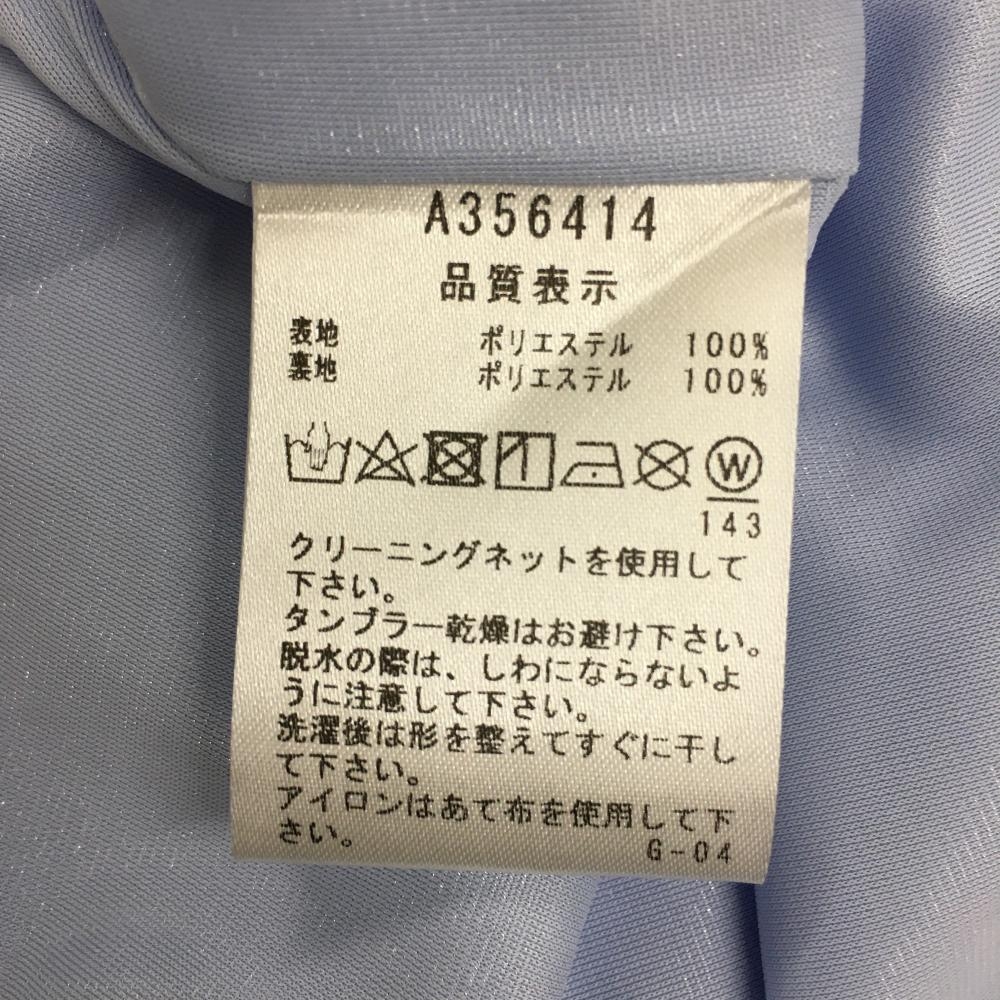 A356414
品質表示
表地 ポリエステル 100%
裏地 ポリエステル 100%
W
143
クリーニングネットを使用して
下さい。
タンブラー乾燥はお避け下さい。
脱水の際は、しわにならないよ
うに注意して下さい。
洗濯後は形を整えてすぐに干し
て下さい。
アイロンはあて布を使用して下
さい。
G-04